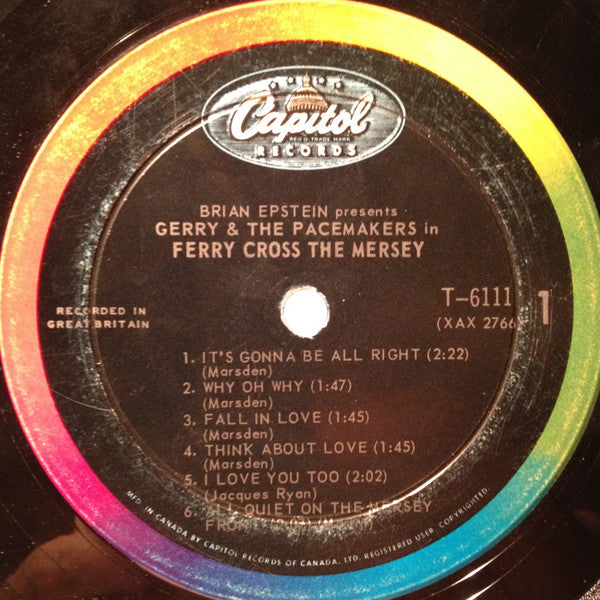 Capitol
REG. TRADE MARK
RECORDS
BRIAN EPSTEIN presents
GERRY & THE PACEMAKERS in
FERRY CROSS THE MERSEY
RECORDED IN
GREAT BRITAIN
T-6111
(XAX 2766
1
1. IT'S GONNA BE ALL RIGHT (2:22)
(Marsden)
2. WHY OH WHY (1:47)
(Marsden)
3. FALL IN LOVE (1:45)
(Marsden)
4. THINK ABOUT LOVE (1:45)
(Marsden)
5. I LOVE YOU TOO (2:02)
(Jacques Ryan)
6. ALL QUIET ON THE MERSEY
FRONT
MFD. IN CANADA BY CAPITOL RECORDS OF CANADA, LTD. REGISTERED USER. COPYRIGHTED.